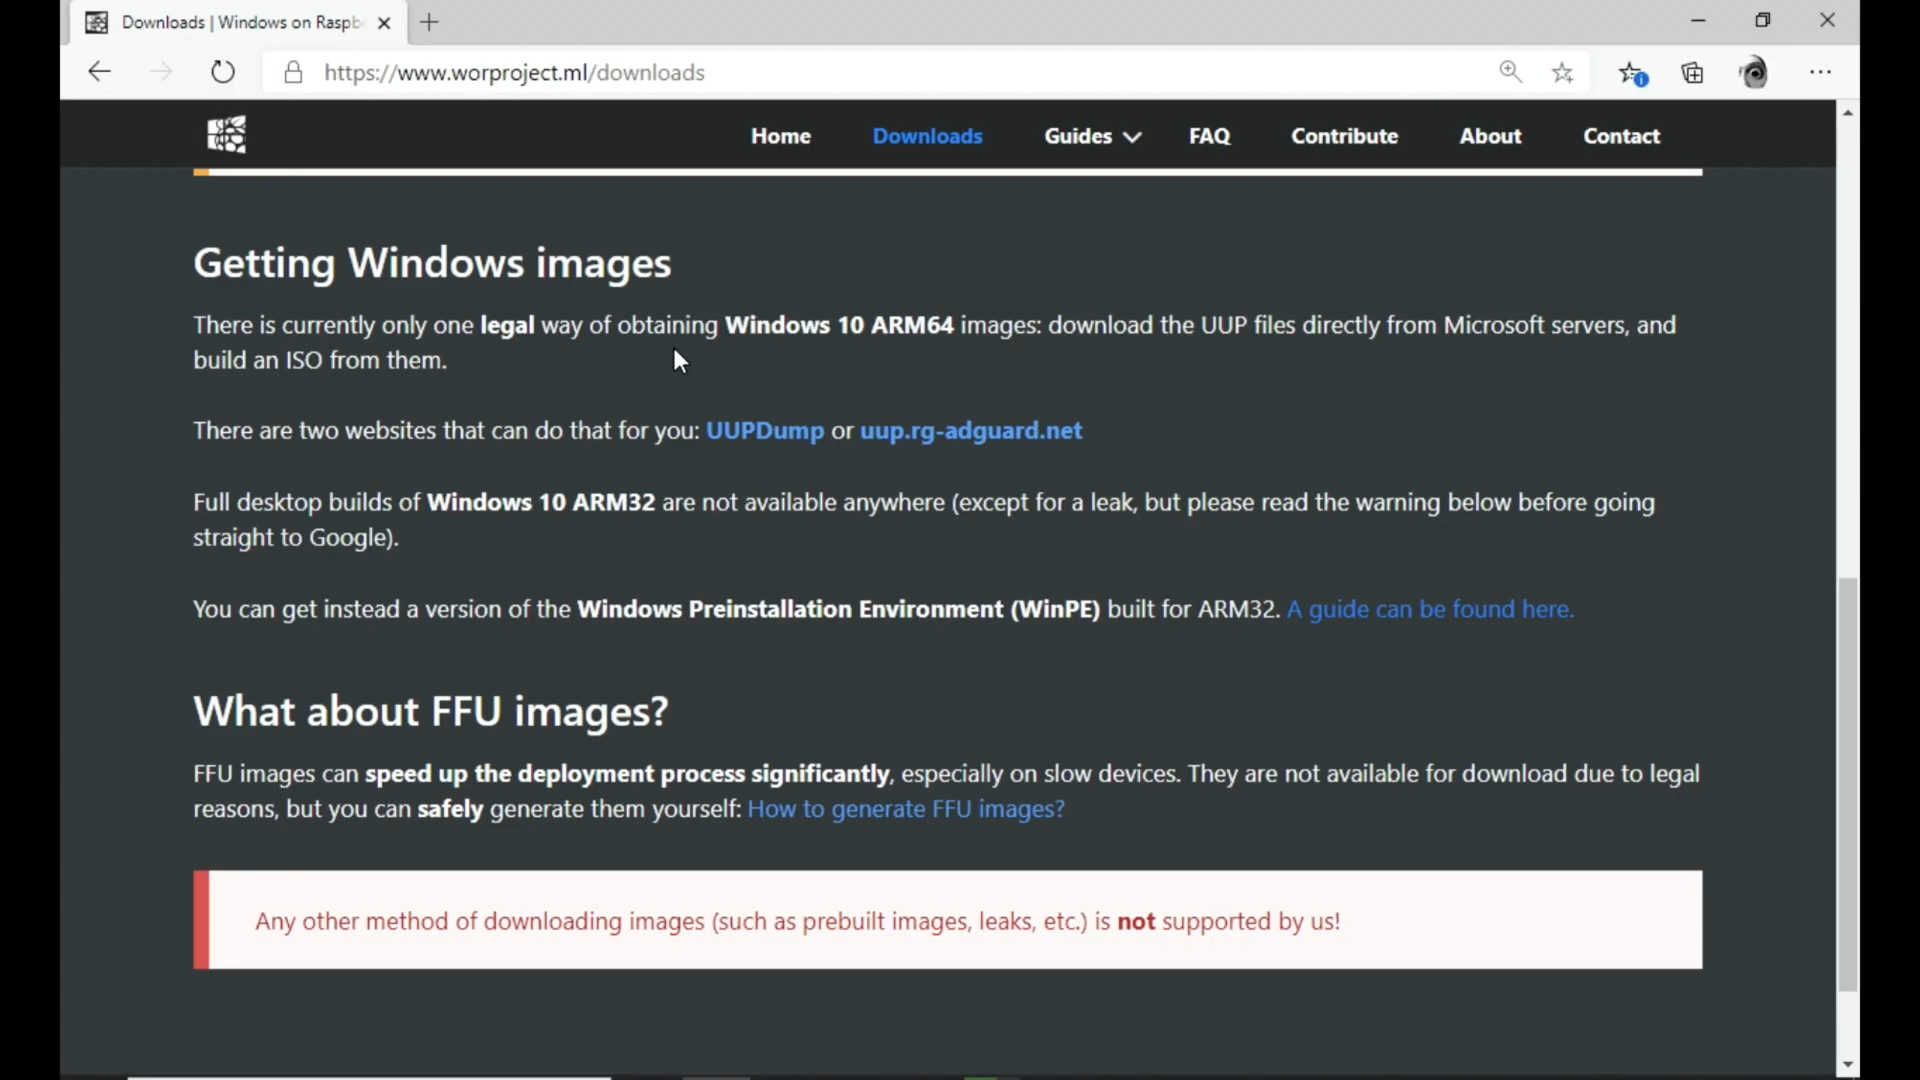 Downloads | Windows on Raspb
https://www.worproject.ml/downloads
Home Downloads Guides FAQ Contribute About Contact
Getting Windows images
There is currently only one legal way of obtaining Windows 10 ARM64 images: download the UUP files directly from Microsoft servers, and
build an ISO from them.
There are two websites that can do that for you: UUPDump or uup.rg-adguard.net
Full desktop builds of Windows 10 ARM32 are not available anywhere (except for a leak, but please read the warning below before going
straight to Google).
You can get instead a version of the Windows Preinstallation Environment (WinPE) built for ARM32. A guide can be found here.
What about FFU images?
FFU images can speed up the deployment process significantly, especially on slow devices. They are not available for download due to legal
reasons, but you can safely generate them yourself: How to generate FFU images?
Any other method of downloading images (such as prebuilt images, leaks, etc.) is not supported by us!